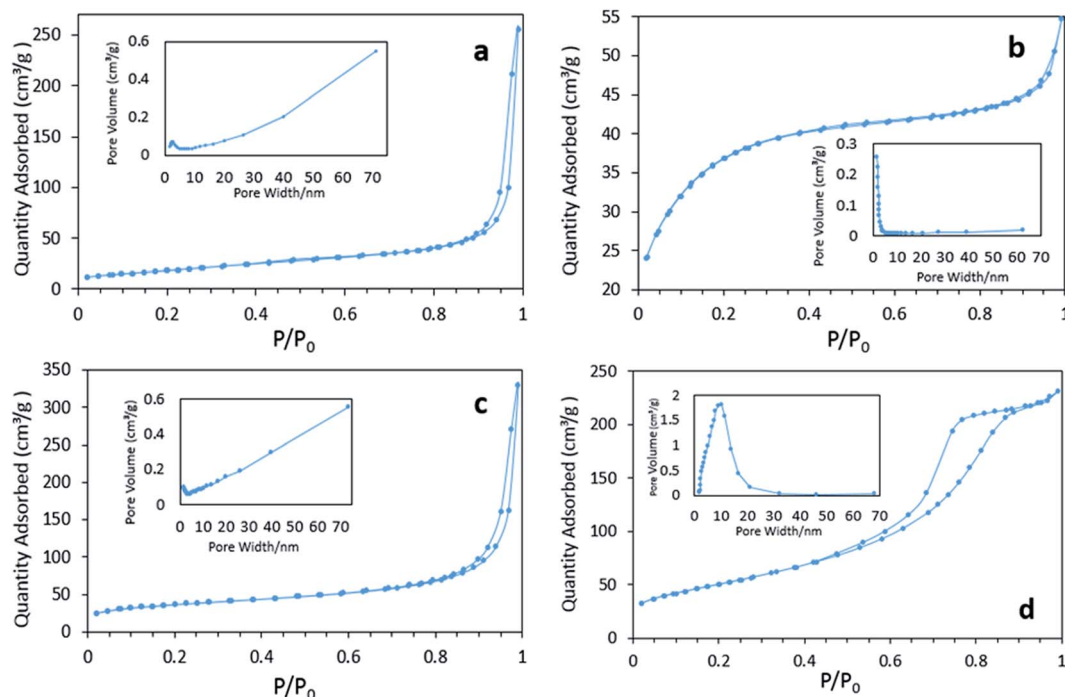 a
Quantity Adsorbed (cm³/g)
250
200
150
100
50
0
0 0.2 0.4 0.6 0.8 1
P/P₀
Pore Volume (cm³/g)
0.6
0.4
0.2
0
0 10 20 30 40 50 60 70
Pore Width/nm
b
Quantity Adsorbed (cm³/g)
55
50
45
40
35
30
25
20
0 0.2 0.4 0.6 0.8 1
P/P₀
Pore Volume (cm³/g)
0.3
0.2
0.1
0
0 10 20 30 40 50 60 70
Pore Width/nm
c
Quantity Adsorbed (cm³/g)
350
300
250
200
150
100
50
0
0 0.2 0.4 0.6 0.8 1
P/P₀
Pore Volume (cm³/g)
0.6
0.4
0.2
0
0 10 20 30 40 50 60 70
Pore Width/nm
d
Quantity Adsorbed (cm³/g)
250
200
150
100
50
0
0 0.2 0.4 0.6 0.8 1
P/P₀
Pore Volume (cm³/g)
2
1.5
1
0.5
0
0 10 20 30 40 50 60 70
Pore Width/nm